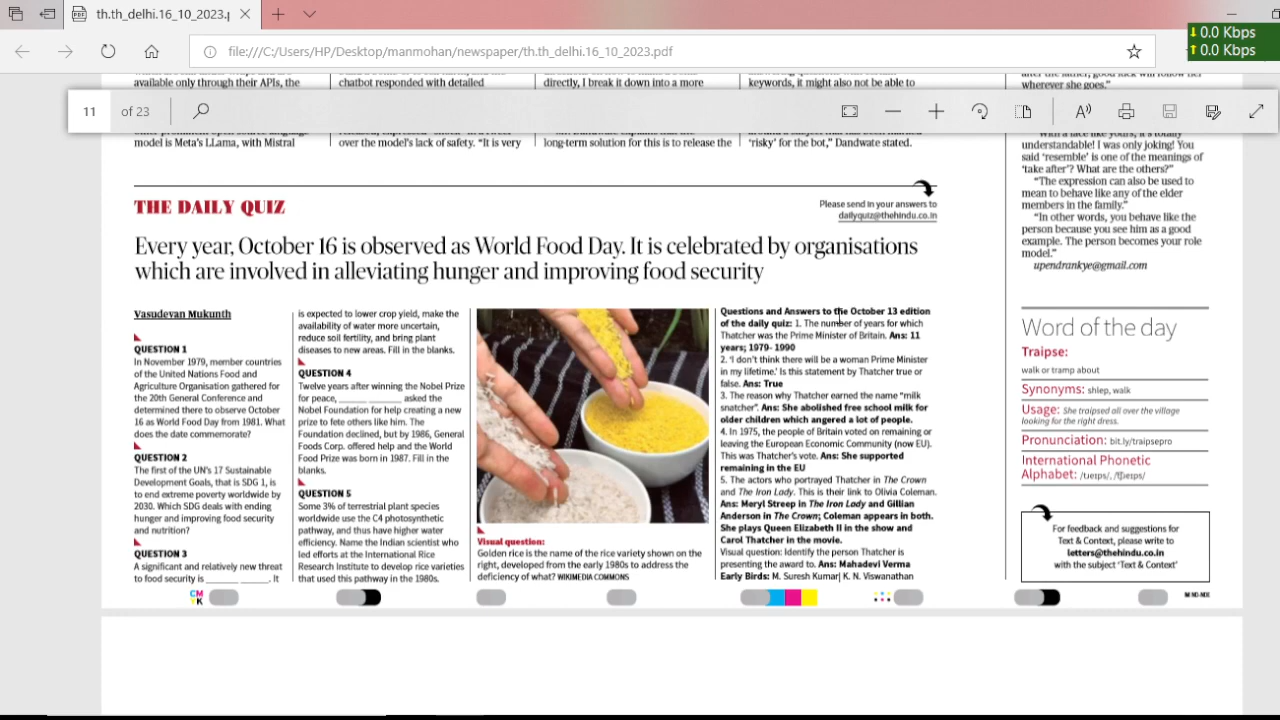 th.th_delhi.16_10_2023.p
file:///C:/Users/HP/Desktop/manmohan/newspaper/th.th_delhi.16_10_2023.pdf
0.0 Kbps
0.0 Kbps
11 of 23
available only through their APIs, the
model is Meta's LLama, with Mistral
chatbot responded with detailed
over the model's lack of safety. "It is very
directly, I break it down into a more
long-term solution for this is to release the
keywords, it might also not be able to
'risky' for the bot," Dandwate stated.
THE DAILY QUIZ
Please send in your answers to
dailyquiz@thehindu.co.in
Every year, October 16 is observed as World Food Day. It is celebrated by organisations
which are involved in alleviating hunger and improving food security
Vasudevan Mukunth
QUESTION 1
In November 1979, member countries
of the United Nations Food and
Agriculture Organisation gathered for
the 20th General Conference and
determined there to observe October
16 as World Food Day from 1981. What
does the date commemorate?
QUESTION 2
The first of the UN's 17 Sustainable
Development Goals, that is SDG 1, is
to end extreme poverty worldwide by
2030. Which SDG deals with ending
hunger and improving food security
and nutrition?
QUESTION 3
A significant and relatively new threat
to food security is ______ ______. It
is expected to lower crop yield, make the
availability of water more uncertain,
reduce soil fertility, and bring plant
diseases to new areas. Fill in the blanks.
QUESTION 4
Twelve years after winning the Nobel Prize
for peace, ______ ______ asked the
Nobel Foundation for help creating a new
prize to fete others like him. The
Foundation declined, but by 1986, General
Foods Corp. offered help and the World
Food Prize was born in 1987. Fill in the
blanks.
QUESTION 5
Some 3% of terrestrial plant species
worldwide use the C4 photosynthetic
pathway, and thus have higher water
efficiency. Name the Indian scientist who
led efforts at the International Rice
Research Institute to develop rice varieties
that used this pathway in the 1980s.
Visual question:
Golden rice is the name of the rice variety shown on the
right, developed from the early 1980s to address the
deficiency of what? WIKIMEDIA COMMONS
Questions and Answers to the October 13 edition
of the daily quiz: 1. The number of years for which
Thatcher was the Prime Minister of Britain. Ans: 11
years; 1979- 1990
2. 'I don't think there will be a woman Prime Minister
in my lifetime.' Is this statement by Thatcher true or
false. Ans: True
3. The reason why Thatcher earned the name "milk
snatcher". Ans: She abolished free school milk for
older children which angered a lot of people.
4. In 1975, the people of Britain voted on remaining or
leaving the European Economic Community (now EU).
This was Thatcher's vote. Ans: She supported
remaining in the EU
5. The actors who portrayed Thatcher in The Crown
and The Iron Lady. This is their link to Olivia Coleman.
Ans: Meryl Streep in The Iron Lady and Gillian
Anderson in The Crown; Coleman appears in both.
She plays Queen Elizabeth II in the show and
Carol Thatcher in the movie.
Visual question: Identify the person Thatcher is
presenting the award to. Ans: Mahadevi Verma
Early Birds: M. Suresh Kumar| K. N. Viswanathan
wherever she goes."
understandable! I was only joking! You
said 'resemble' is one of the meanings of
'take after'? What are the others?"
"The expression can also be used to
mean to behave like any of the elder
members in the family."
"In other words, you behave like the
person because you see him as a good
example. The person becomes your role
model."
upendrankye@gmail.com
Word of the day
Traipse:
walk or tramp about
Synonyms: shlep, walk
Usage: She traipsed all over the village
looking for the right dress.
Pronunciation: bit.ly/traipsepro
International Phonetic
Alphabet:
For feedback and suggestions for
Text & Context, please write to
letters@thehindu.co.in
with the subject 'Text & Context'
CM
YK